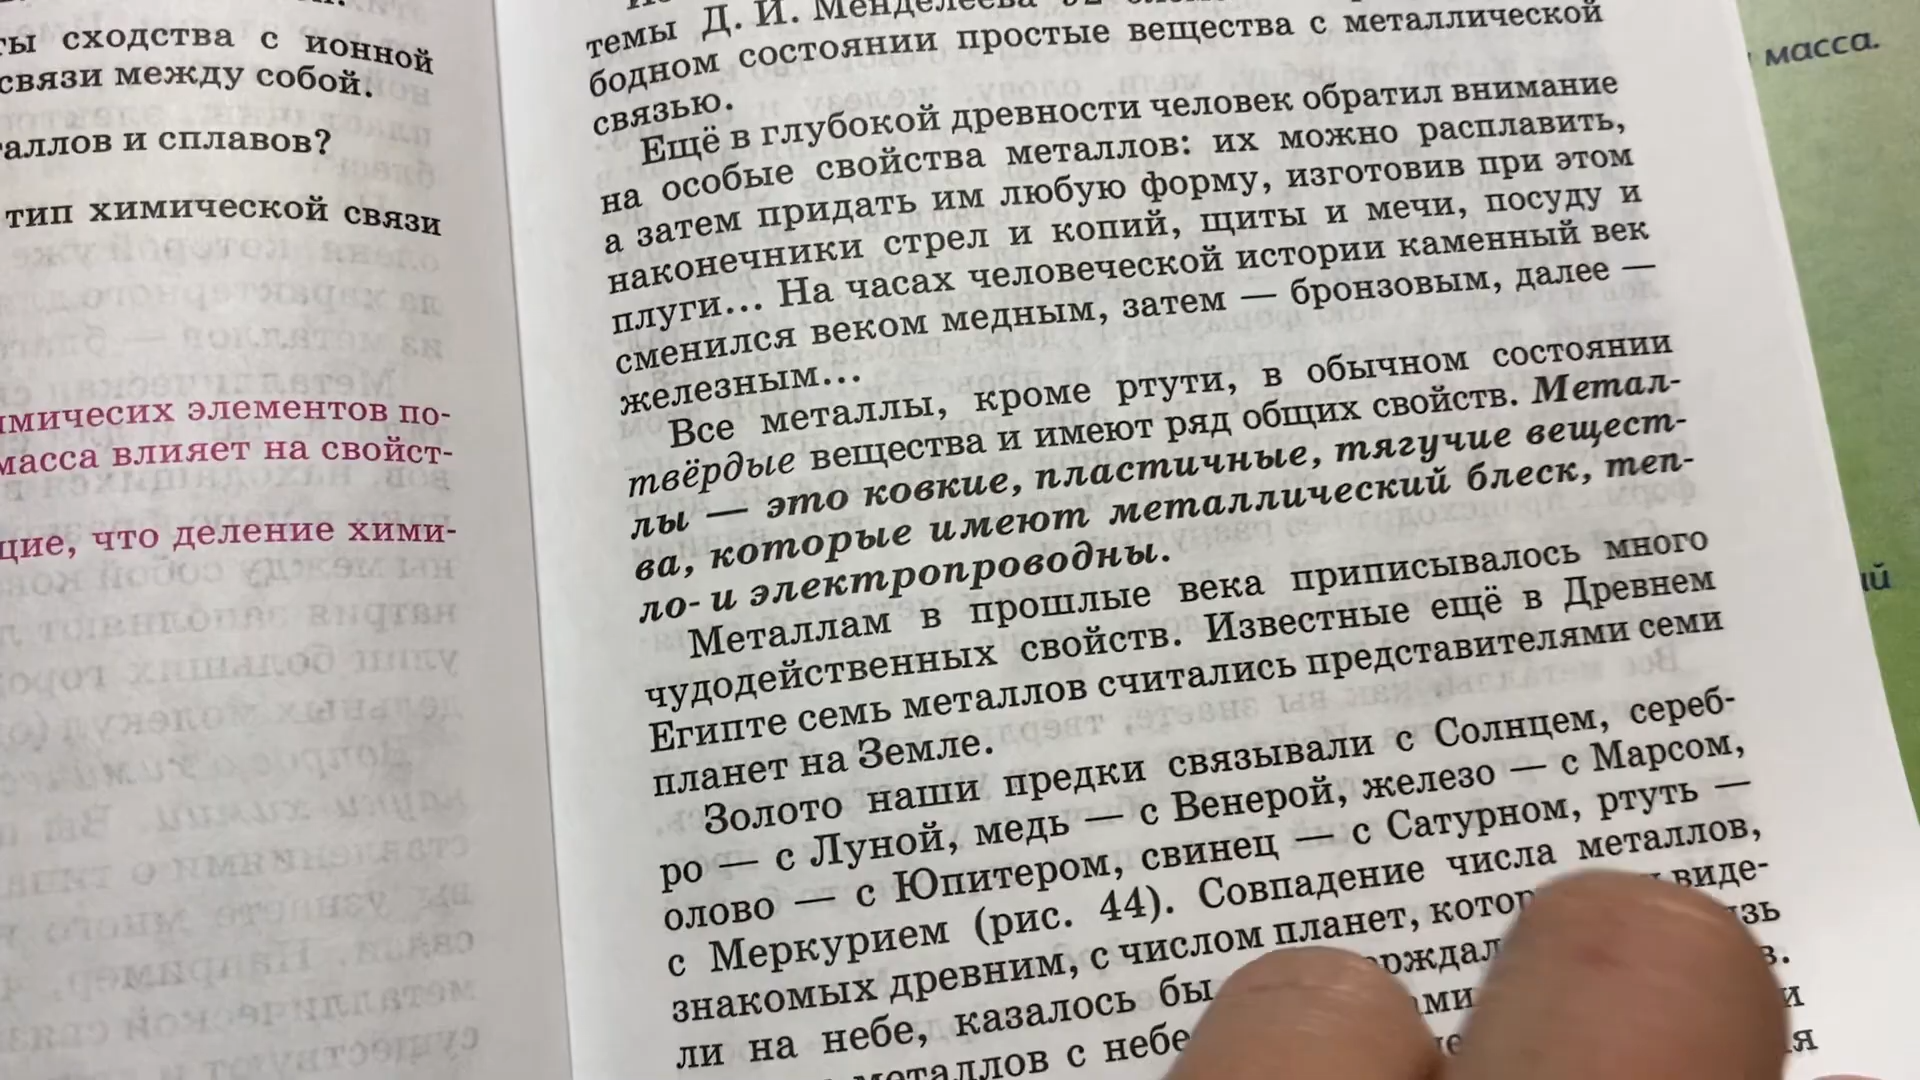 ты сходства с ионной
связи между собой.
аллов и сплавов?
тип химической связи
имичесих элементов по-
масса влияет на свойст-
щие, что деление хими-
темы Д. И. Менделеева
бодном состоянии простые вещества с металлической
связью.
Ещё в глубокой древности человек обратил внимание
на особые свойства металлов: их можно расплавить,
а затем придать им любую форму, изготовив при этом
наконечники стрел и копий, щиты и мечи, посуду и
плуги... На часах человеческой истории каменный век
сменился веком медным, затем — бронзовым, далее —
железным...
Все металлы, кроме ртути, в обычном состоянии
твёрдые вещества и имеют ряд общих свойств. Метал-
лы — это ковкие, пластичные, тягучие вещест-
ва, которые имеют металлический блеск, теп-
ло- и электропроводны.
Металлам в прошлые века приписывалось много
чудодейственных свойств. Известные ещё в Древнем
Египте семь металлов считались представителями семи
планет на Земле.
Золото наши предки связывали с Солнцем, сереб-
ро — с Луной, медь — с Венерой, железо — с Марсом,
олово — с Юпитером, свинец — с Сатурном, ртуть —
с Меркурием (рис. 44). Совпадение числа металлов,
знакомых древним, с числом планет, виде-
ли на небе, казалось бы
металлов с небе
масса.